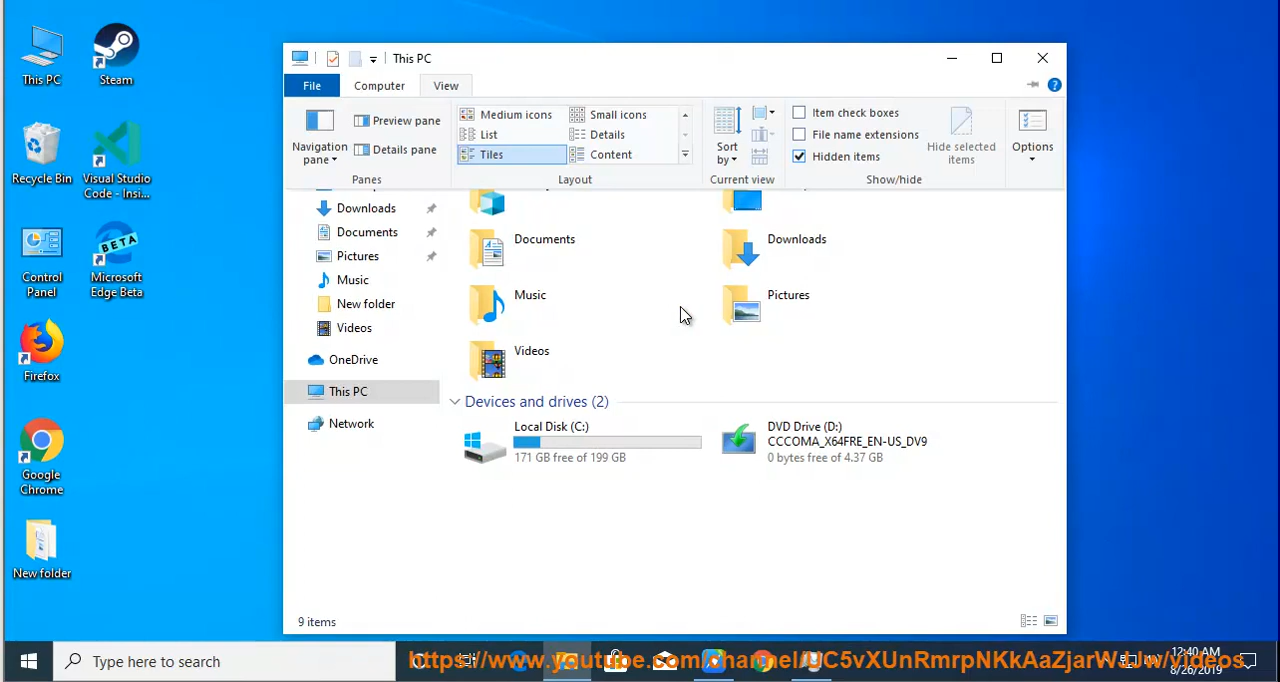 This PC
Steam
Recycle Bin
Visual Studio
Code - Insi...
Control
Panel
Microsoft
Edge Beta
BETA
Firefox
Google
Chrome
New folder
This PC
File
Computer
View
Navigation
pane
Preview pane
Details pane
Panes
Medium icons
Small icons
List
Details
Tiles
Content
Layout
Sort
by
Current view
Item check boxes
File name extensions
Hidden items
Hide selected
items
Show/hide
Options
Downloads
Documents
Pictures
Music
New folder
Videos
OneDrive
This PC
Network
Documents
Downloads
Music
Pictures
Videos
Devices and drives (2)
Local Disk (C:)
171 GB free of 199 GB
DVD Drive (D:)
CCCOMA_X64FRE_EN-US_DV9
0 bytes free of 4.37 GB
9 items
Type here to search
12:40 AM
8/26/2019